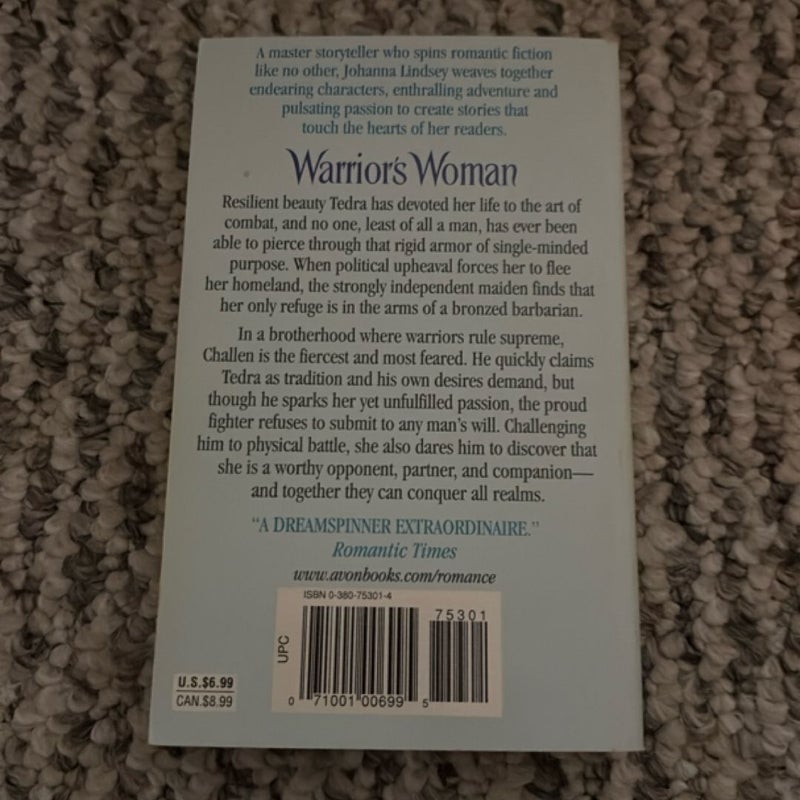 A master storyteller who spins romantic fiction
like no other, Johanna Lindsey weaves together
endearing characters, enthralling adventure and
pulsating passion to create stories that
touch the hearts of her readers.
Warrior's Woman
Resilient beauty Tedra has devoted her life to the art of
combat, and no one, least of all a man, has ever been
able to pierce through that rigid armor of single-minded
purpose. When political upheaval forces her to flee
her homeland, the strongly independent maiden finds that
her only refuge is in the arms of a bronzed barbarian.
In a brotherhood where warriors rule supreme,
Challen is the fiercest and most feared. He quickly claims
Tedra as tradition and his own desires demand, but
though he sparks her yet unfulfilled passion, the proud
fighter refuses to submit to any man's will. Challenging
him to physical battle, she also dares him to discover that
she is a worthy opponent, partner, and companion—
and together they can conquer all realms.
"A DREAMSPINNER EXTRAORDINAIRE."
Romantic Times
www.avonbooks.com/romance
ISBN 0-380-75301-4
75301
UPC
0 71001 00699 5
U.S.$6.99
CAN.$8.99